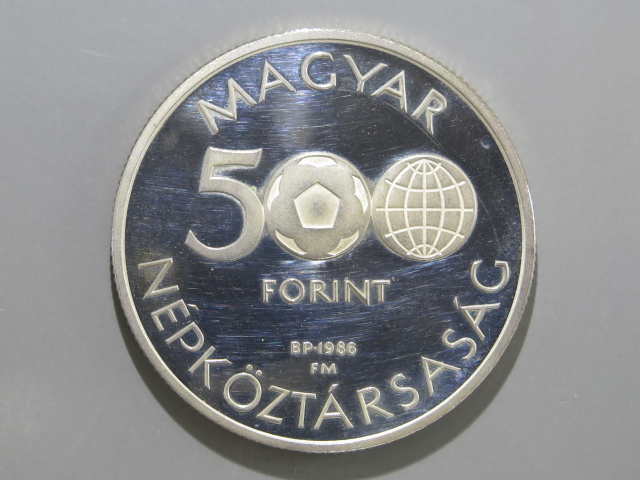 MAGYAR
500
FORINT
BP·1986
FM
NÉPKÖZTÁRSASÁG